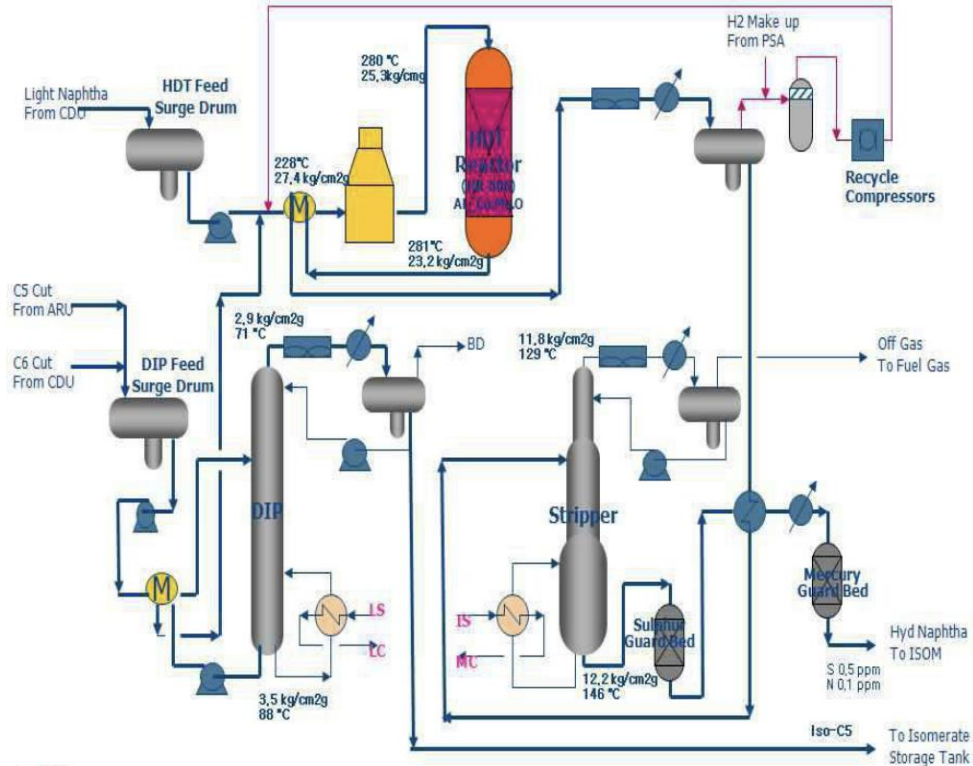 H2 Make up
From PSA
280 °C
25,3kg/cmg
HDT Feed
Surge Drum
Light Naphtha
From CDU
HDT
Reactor
228°C
27,4 kg/cm2g
M
Recycle
Compressors
281°C
23,2 kg/cm2g
C5 Cut
From ARU
2,9 kg/cm2g
71 °C
BD
11,8 kg/cm2g
129 °C
Off Gas
To Fuel Gas
C6 Cut
From CDU
DIP Feed
Surge Drum
DIP
Stripper
M
Mercury
Guard Bed
LS
LC
IS
MC
Sulphur
Guard Bed
Hyd Naphtha
To ISOM
S 0,5 ppm
N 0,1 ppm
12,2 kg/cm2g
146 °C
3,5 kg/cm2g
88 °C
Iso-C5
To Isomerate
Storage Tank